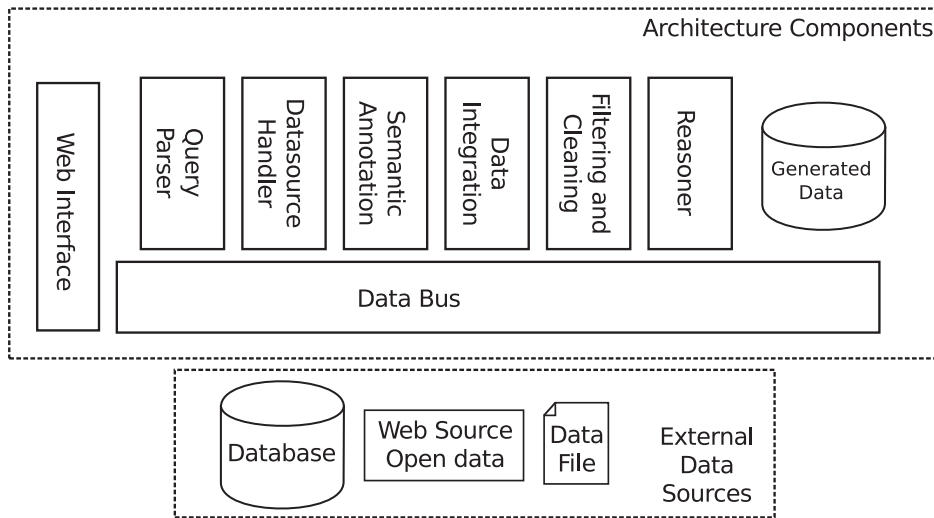 Architecture Components
Web Interface
Query
Parser
Datasource
Handler
Semantic
Annotation
Data
Integration
Filtering and
Cleaning
Reasoner
Generated
Data
Data Bus
Database
Web Source
Open data
Data
File
External
Data
Sources